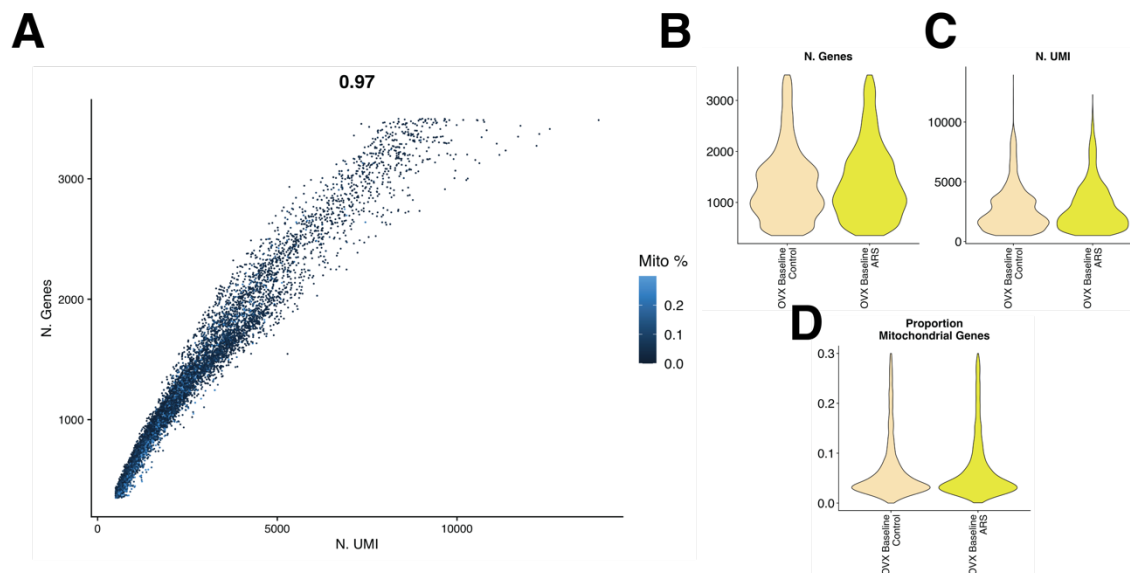 A
0.97
N. Genes
3000
2000
1000
0
5000
10000
N. UMI
Mito %
0.2
0.1
0.0
B
N. Genes
3000
2000
1000
OVX Baseline
Control
OVX Baseline
ARS
C
N. UMI
10000
5000
0
OVX Baseline
Control
OVX Baseline
ARS
D
Proportion
Mitochondrial Genes
0.3
0.2
0.1
0.0
OVX Baseline
Control
OVX Baseline
ARS